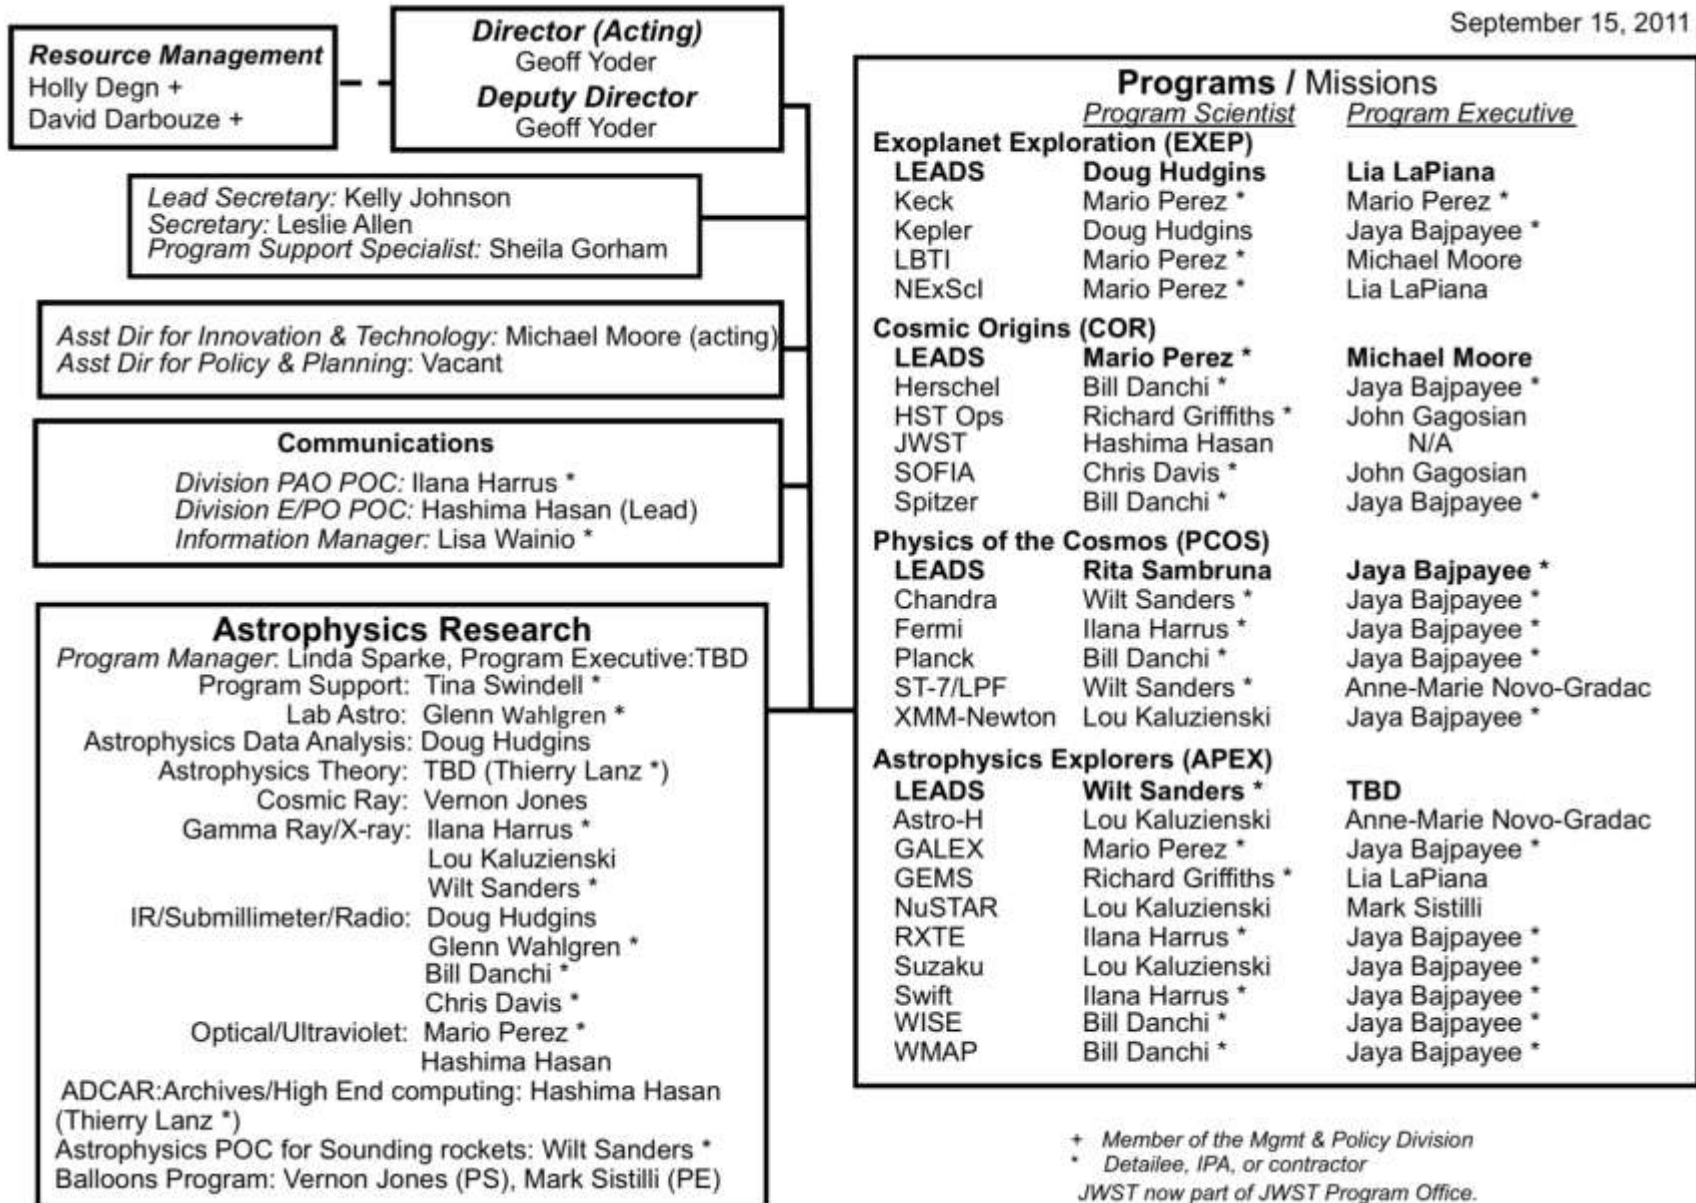 September 15, 2011
Resource Management
Holly Degn +
David Darbouze +
Director (Acting)
Geoff Yoder
Deputy Director
Geoff Yoder
Lead Secretary: Kelly Johnson
Secretary: Leslie Allen
Program Support Specialist: Sheila Gorham
Asst Dir for Innovation & Technology: Michael Moore (acting)
Asst Dir for Policy & Planning: Vacant
Communications
Division PAO POC: Ilana Harrus *
Division E/PO POC: Hashima Hasan (Lead)
Information Manager: Lisa Wainio *
Astrophysics Research
Program Manager: Linda Sparke, Program Executive:TBD
Program Support: Tina Swindell *
Lab Astro: Glenn Wahlgren *
Astrophysics Data Analysis: Doug Hudgins
Astrophysics Theory: TBD (Thierry Lanz *)
Cosmic Ray: Vernon Jones
Gamma Ray/X-ray: Ilana Harrus *
Lou Kaluzienski
Wilt Sanders *
IR/Submillimeter/Radio: Doug Hudgins
Glenn Wahlgren *
Bill Danchi *
Chris Davis *
Optical/Ultraviolet: Mario Perez *
Hashima Hasan
ADCAR:Archives/High End computing: Hashima Hasan
(Thierry Lanz *)
Astrophysics POC for Sounding rockets: Wilt Sanders *
Balloons Program: Vernon Jones (PS), Mark Sistilli (PE)
Programs / Missions
Program Scientist Program Executive
Exoplanet Exploration (EXEP)
LEADS Doug Hudgins Lia LaPiana
Keck Mario Perez * Mario Perez *
Kepler Doug Hudgins Jaya Bajpayee *
LBTI Mario Perez * Michael Moore
NExScI Mario Perez * Lia LaPiana
Cosmic Origins (COR)
LEADS Mario Perez * Michael Moore
Herschel Bill Danchi * Jaya Bajpayee *
HST Ops Richard Griffiths * John Gagosian
JWST Hashima Hasan N/A
SOFIA Chris Davis * John Gagosian
Spitzer Bill Danchi * Jaya Bajpayee *
Physics of the Cosmos (PCOS)
LEADS Rita Sambruna Jaya Bajpayee *
Chandra Wilt Sanders * Jaya Bajpayee *
Fermi Ilana Harrus * Jaya Bajpayee *
Planck Bill Danchi * Jaya Bajpayee *
ST-7/LPF Wilt Sanders * Anne-Marie Novo-Gradac
XMM-Newton Lou Kaluzienski Jaya Bajpayee *
Astrophysics Explorers (APEX)
LEADS Wilt Sanders * TBD
Astro-H Lou Kaluzienski Anne-Marie Novo-Gradac
GALEX Mario Perez * Jaya Bajpayee *
GEMS Richard Griffiths * Lia LaPiana
NuSTAR Lou Kaluzienski Mark Sistilli
RXTE Ilana Harrus * Jaya Bajpayee *
Suzaku Lou Kaluzienski Jaya Bajpayee *
Swift Ilana Harrus * Jaya Bajpayee *
WISE Bill Danchi * Jaya Bajpayee *
WMAP Bill Danchi * Jaya Bajpayee *
+ Member of the Mgmt & Policy Division
* Detailee, IPA, or contractor
JWST now part of JWST Program Office.